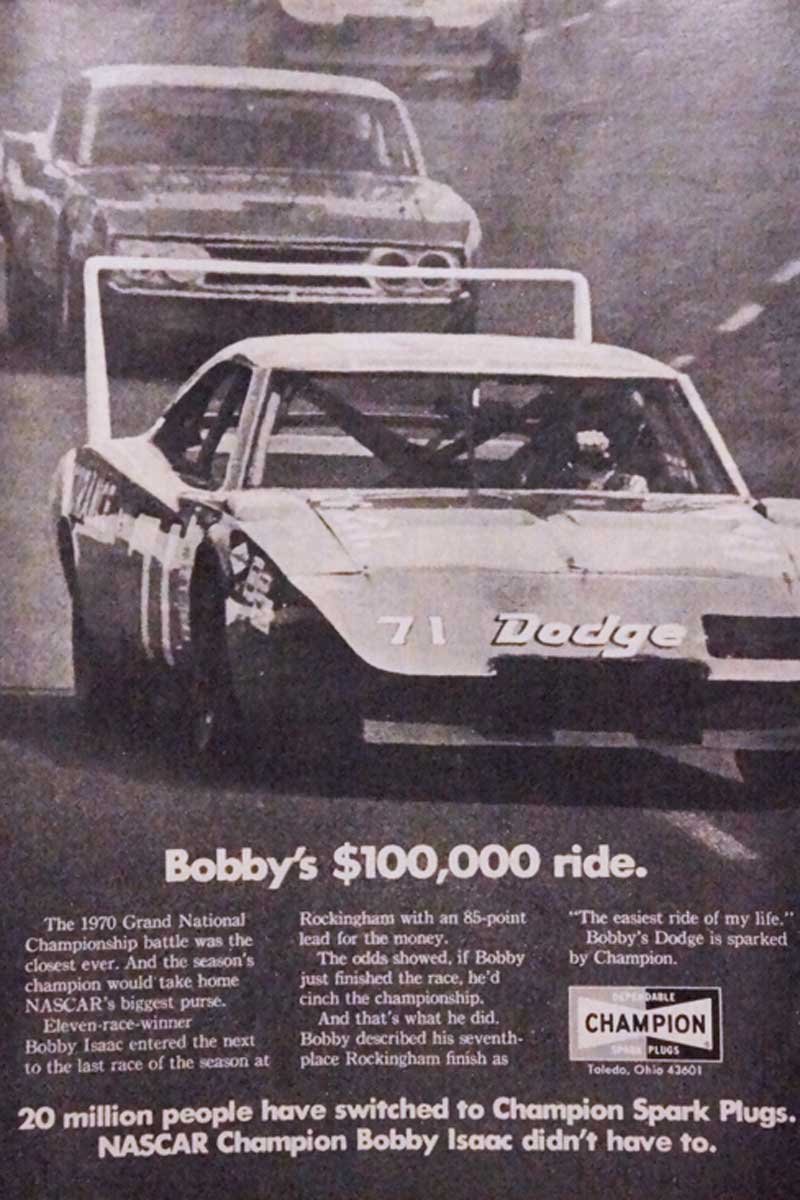 71 Dodge
Bobby's $100,000 ride.
The 1970 Grand National
Championship battle was the
closest ever. And the season's
champion would take home
NASCAR's biggest purse.
Eleven-race-winner
Bobby Isaac entered the next
to the last race of the season at
Rockingham with an 85-point
lead for the money.
The odds showed, if Bobby
just finished the race, he'd
cinch the championship.
And that's what he did.
Bobby described his seventh-
place Rockingham finish as
"The easiest ride of my life."
Bobby's Dodge is sparked
by Champion.
DEPENDABLE
CHAMPION
SPARK PLUGS
Toledo, Ohio 43601
20 million people have switched to Champion Spark Plugs.
NASCAR Champion Bobby Isaac didn't have to.